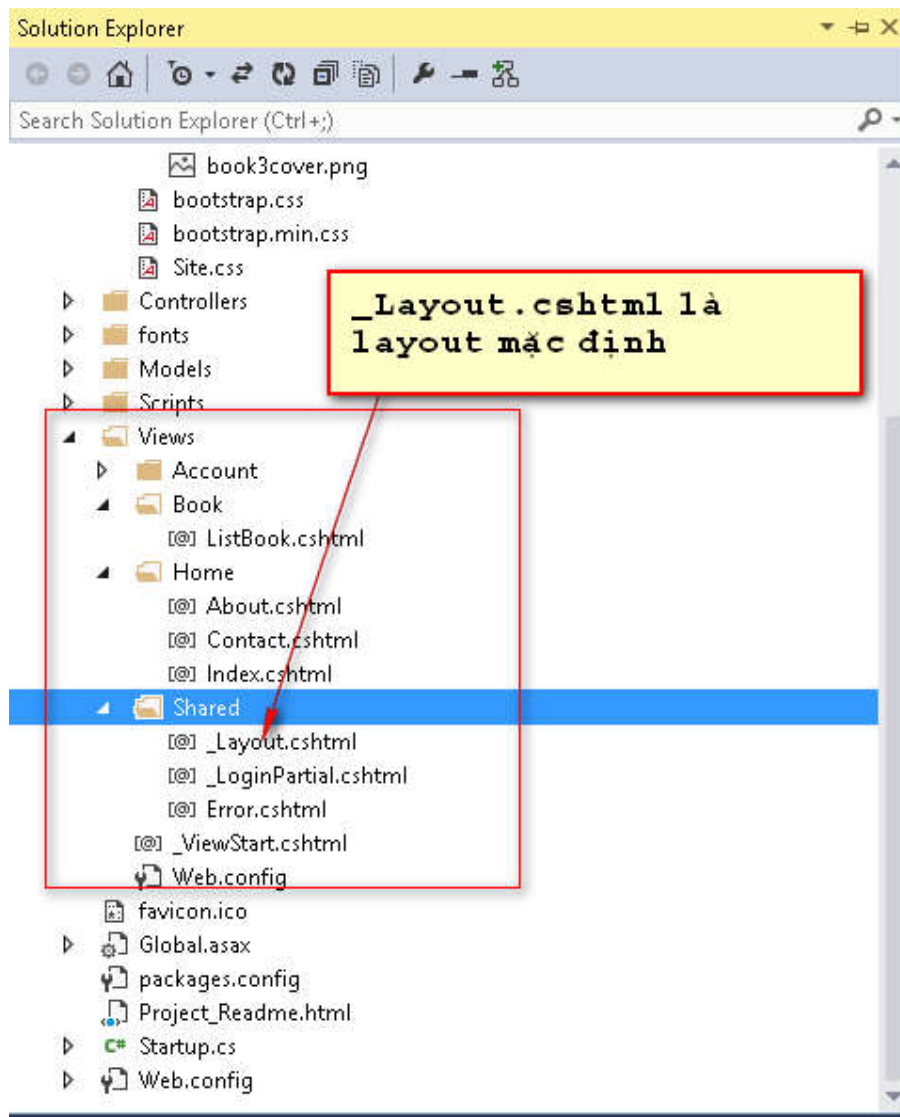 Solution Explorer
Search Solution Explorer (Ctrl+;)
book3cover.png
bootstrap.css
bootstrap.min.css
Site.css
Controllers
fonts
Models
Scripts
_Layout.cshtml là
layout mặc định
Views
Account
Book
[@] ListBook.cshtml
Home
[@] About.cshtml
[@] Contact.cshtml
[@] Index.cshtml
Shared
[@] _Layout.cshtml
[@] _LoginPartial.cshtml
[@] Error.cshtml
[@] _ViewStart.cshtml
Web.config
favicon.ico
Global.asax
packages.config
Project_Readme.html
C# Startup.cs
Web.config